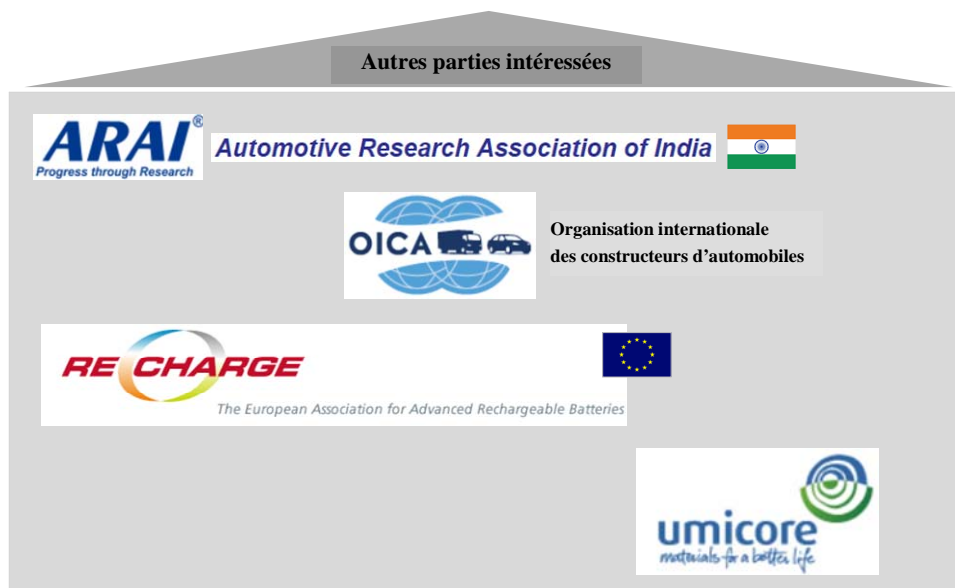 Autres parties intéressées
ARAI®
Progress through Research
Automotive Research Association of India
OICA
Organisation internationale
des constructeurs d’automobiles
RECHARGE
The European Association for Advanced Rechargeable Batteries
umicore
materials for a better life